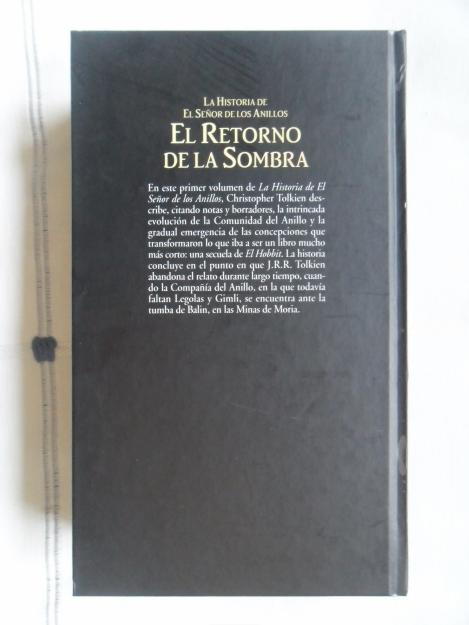 La Historia de
El Señor de los Anillos
El Retorno
de la Sombra
En este primer volumen de La Historia de El
Señor de los Anillos, Christopher Tolkien des-
cribe, citando notas y borradores, la intrincada
evolución de la Comunidad del Anillo y la
gradual emergencia de las concepciones que
transformaron lo que iba a ser un libro mucho
más corto: una secuela de El Hobbit. La historia
concluye en el punto en que J.R.R. Tolkien
abandona el relato durante largo tiempo, cuan-
do la Compañía del Anillo, en la que todavía
faltan Legolas y Gimli, se encuentra ante la
tumba de Balin, en las Minas de Moria.